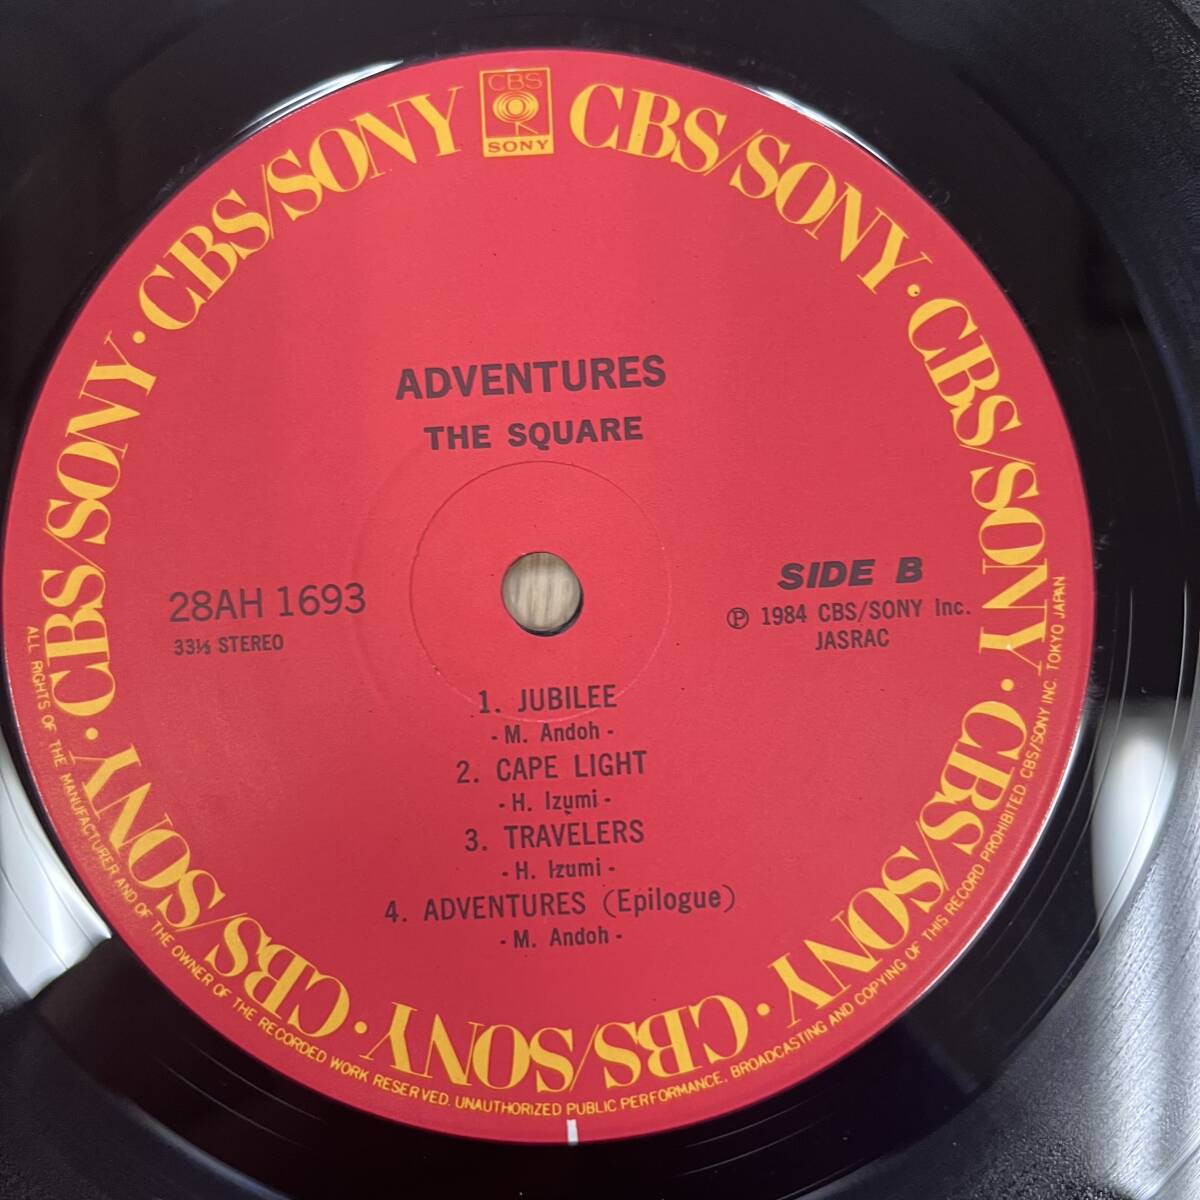 CBS
SONY
CBS/SONY · CBS/SONY · CBS/SONY · CBS/SONY · CBS/SONY · CBS/SONY · CBS/SONY · CBS/SONY
ADVENTURES
THE SQUARE
28AH 1693
33⅓ STEREO
SIDE B
Ⓟ 1984 CBS/SONY Inc.
JASRAC
1. JUBILEE
- M. Andoh -
2. CAPE LIGHT
- H. Izumi -
3. TRAVELERS
- H. Izumi -
4. ADVENTURES (Epilogue)
- M. Andoh -
ALL RIGHTS OF THE MANUFACTURER AND OF THE OWNER OF THE RECORDED WORK RESERVED. UNAUTHORIZED PUBLIC PERFORMANCE, BROADCASTING AND COPYING OF THIS RECORD PROHIBITED. CBS/SONY INC. TOKYO JAPAN